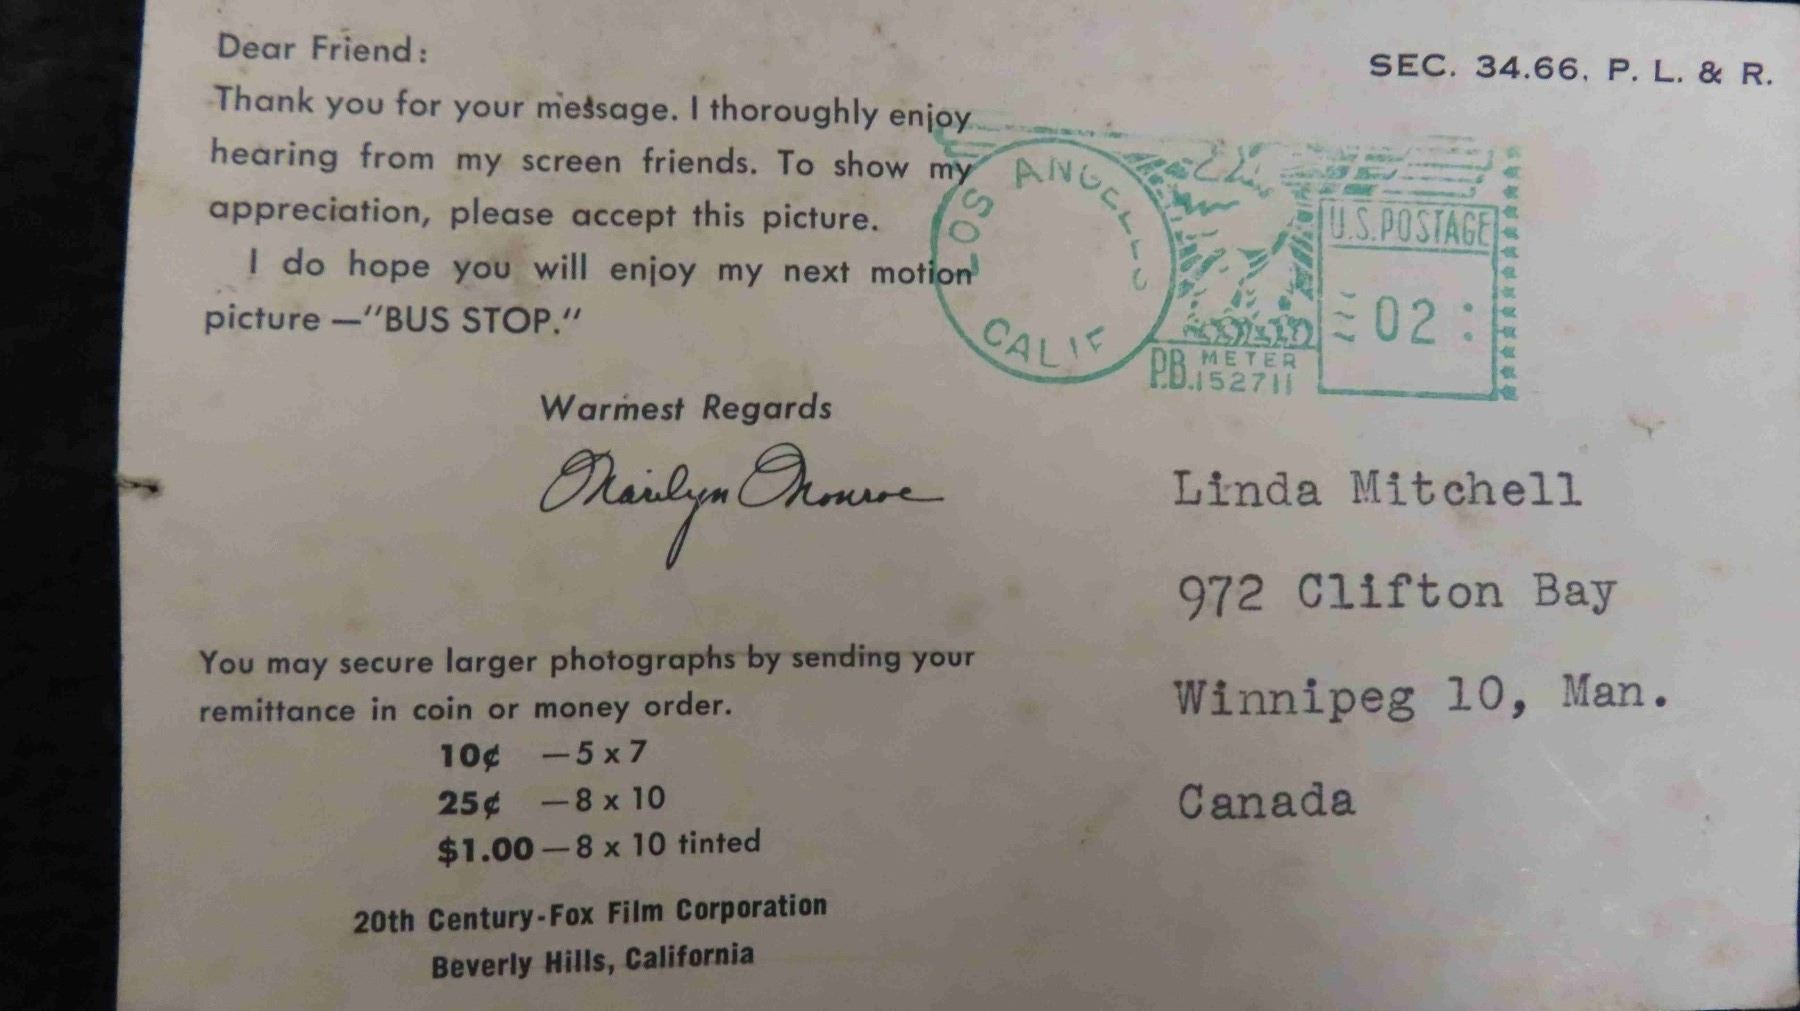 Dear Friend:
Thank you for your message. I thoroughly enjoy
hearing from my screen friends. To show my
appreciation, please accept this picture.
I do hope you will enjoy my next motion
picture —"BUS STOP."
Warmest Regards
Marilyn Monroe
You may secure larger photographs by sending your
remittance in coin or money order.
10¢ —5 x 7
25¢ —8 x 10
$1.00—8 x 10 tinted
20th Century-Fox Film Corporation
Beverly Hills, California
SEC. 34.66. P. L. & R.
LOS ANGELES
CALIF
P.B. METER
152711
U.S.POSTAGE
02
Linda Mitchell
972 Clifton Bay
Winnipeg 10, Man.
Canada